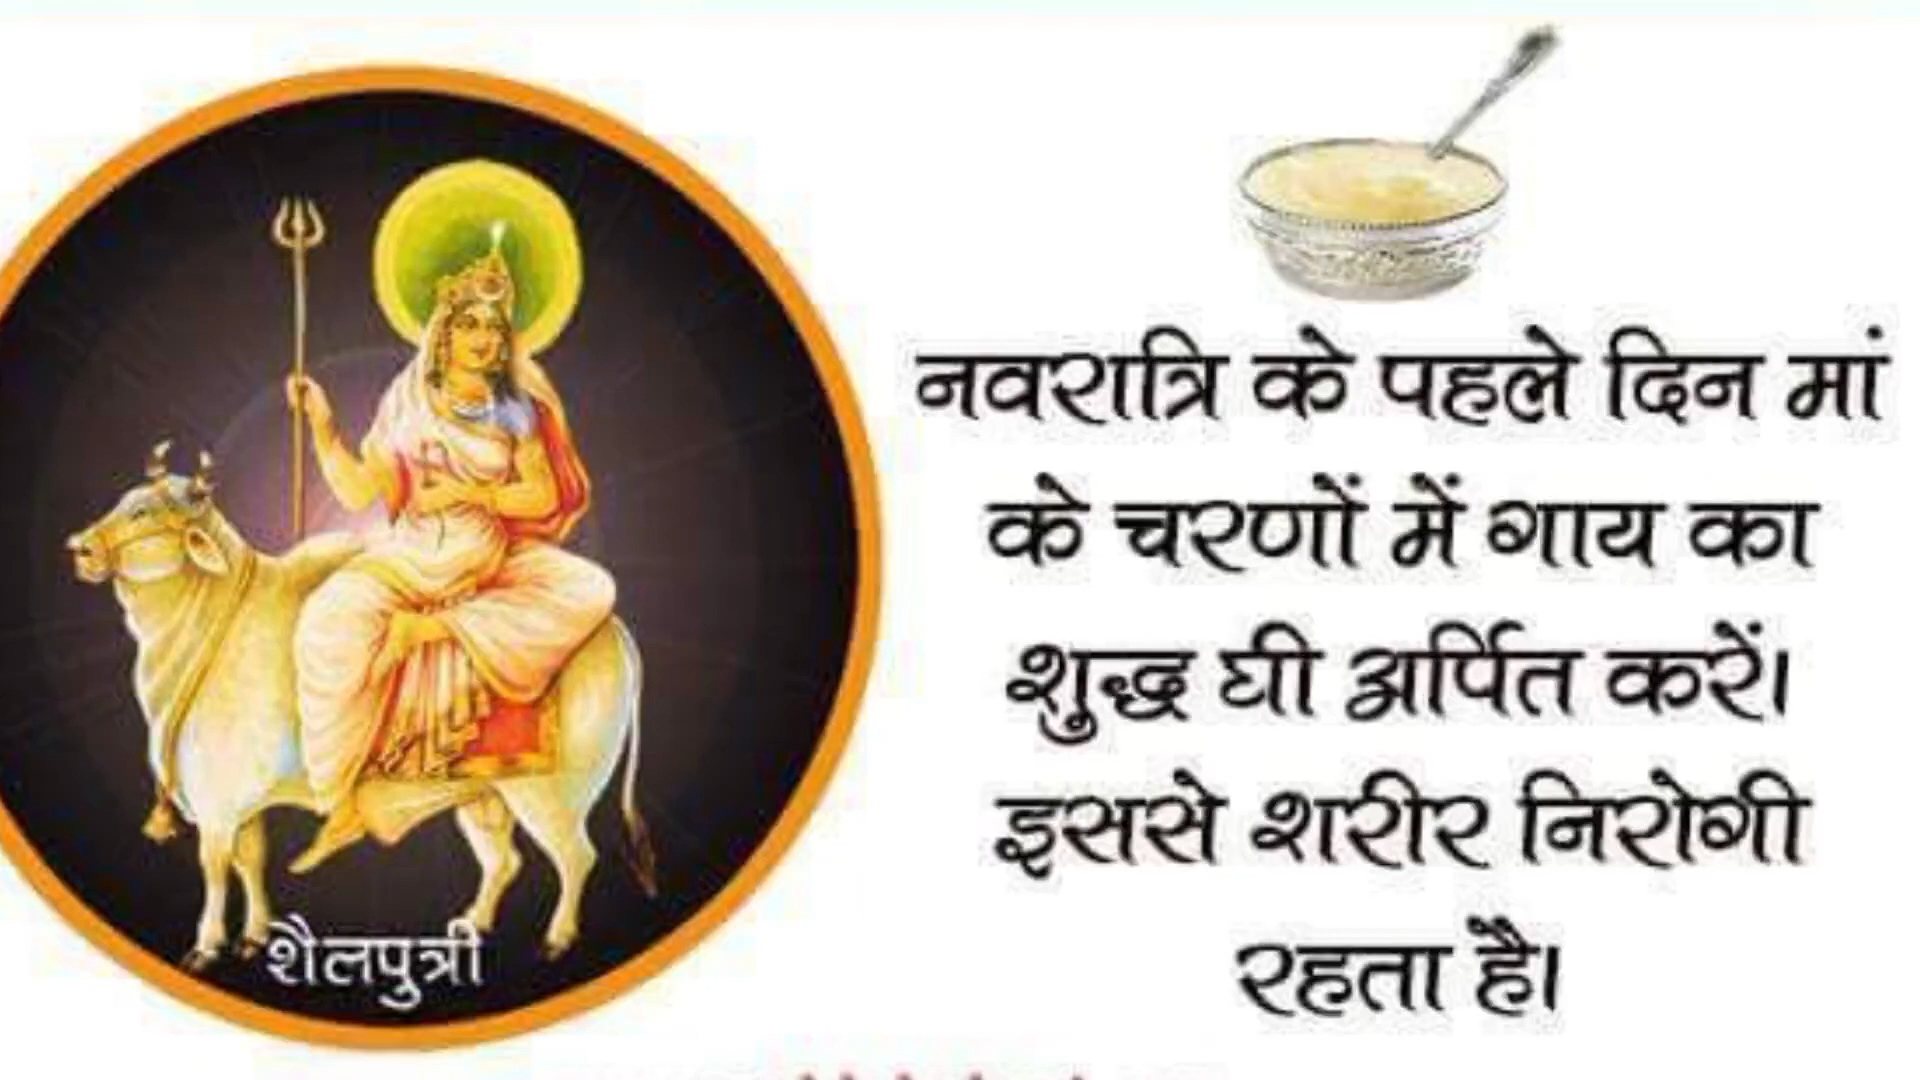 नवरात्रि के पहले दिन मां
के चरणों में गाय का
शुद्ध घी अर्पित करें।
इससे शरीर निरोगी
रहता है।
शैलपुत्री